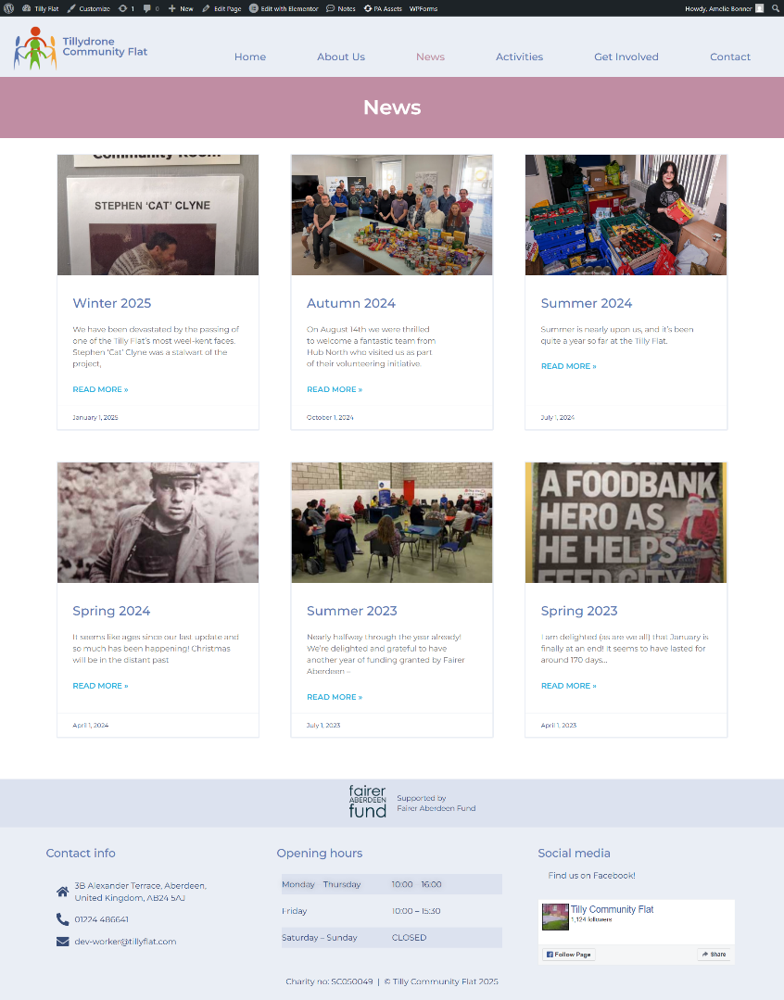 Tilly Flat Customize 1 0 New Edit Page Edit with Elementor Notes PA Assets WPForms Howdy, Amelie Bonner
Tillydrone
Community Flat
Home About Us News Activities Get Involved Contact
News
Community Room
STEPHEN 'CAT' CLYNE
Winter 2025
We have been devastated by the passing of
one of the Tilly Flat's most weel-kent faces.
Stephen 'Cat' Clyne was a stalwart of the
project,
READ MORE »
January 1, 2025
Autumn 2024
On August 14th we were thrilled
to welcome a fantastic team from
Hub North who visited us as part
of their volunteering initiative.
READ MORE »
October 1, 2024
Summer 2024
Summer is nearly upon us, and it's been
quite a year so far at the Tilly Flat.
READ MORE »
July 1, 2024
Spring 2024
It seems like ages since our last update and
so much has been happening! Christmas
will be in the distant past
READ MORE »
April 1, 2024
Summer 2023
Nearly halfway through the year already!
We're delighted and grateful to have
another year of funding granted by Fairer
Aberdeen –
READ MORE »
July 1, 2023
A FOODBANK
HERO AS
HE HELPS
FEED CITY
Spring 2023
I am delighted (as are we all) that January is
finally at an end! It seems to have lasted for
around 170 days...
READ MORE »
April 1, 2023
fairer
ABERDEEN
fund
Supported by
Fairer Aberdeen Fund
Contact info
3B Alexander Terrace, Aberdeen,
United Kingdom, AB24 5AJ
01224 486641
dev-worker@tillyflat.com
Opening hours
Monday – Thursday 10:00 – 16:00
Friday 10:00 – 15:30
Saturday – Sunday CLOSED
Social media
Find us on Facebook!
Tilly Community Flat
1,124 followers
Follow Page Share
Charity no: SC050049 | © Tilly Community Flat 2025